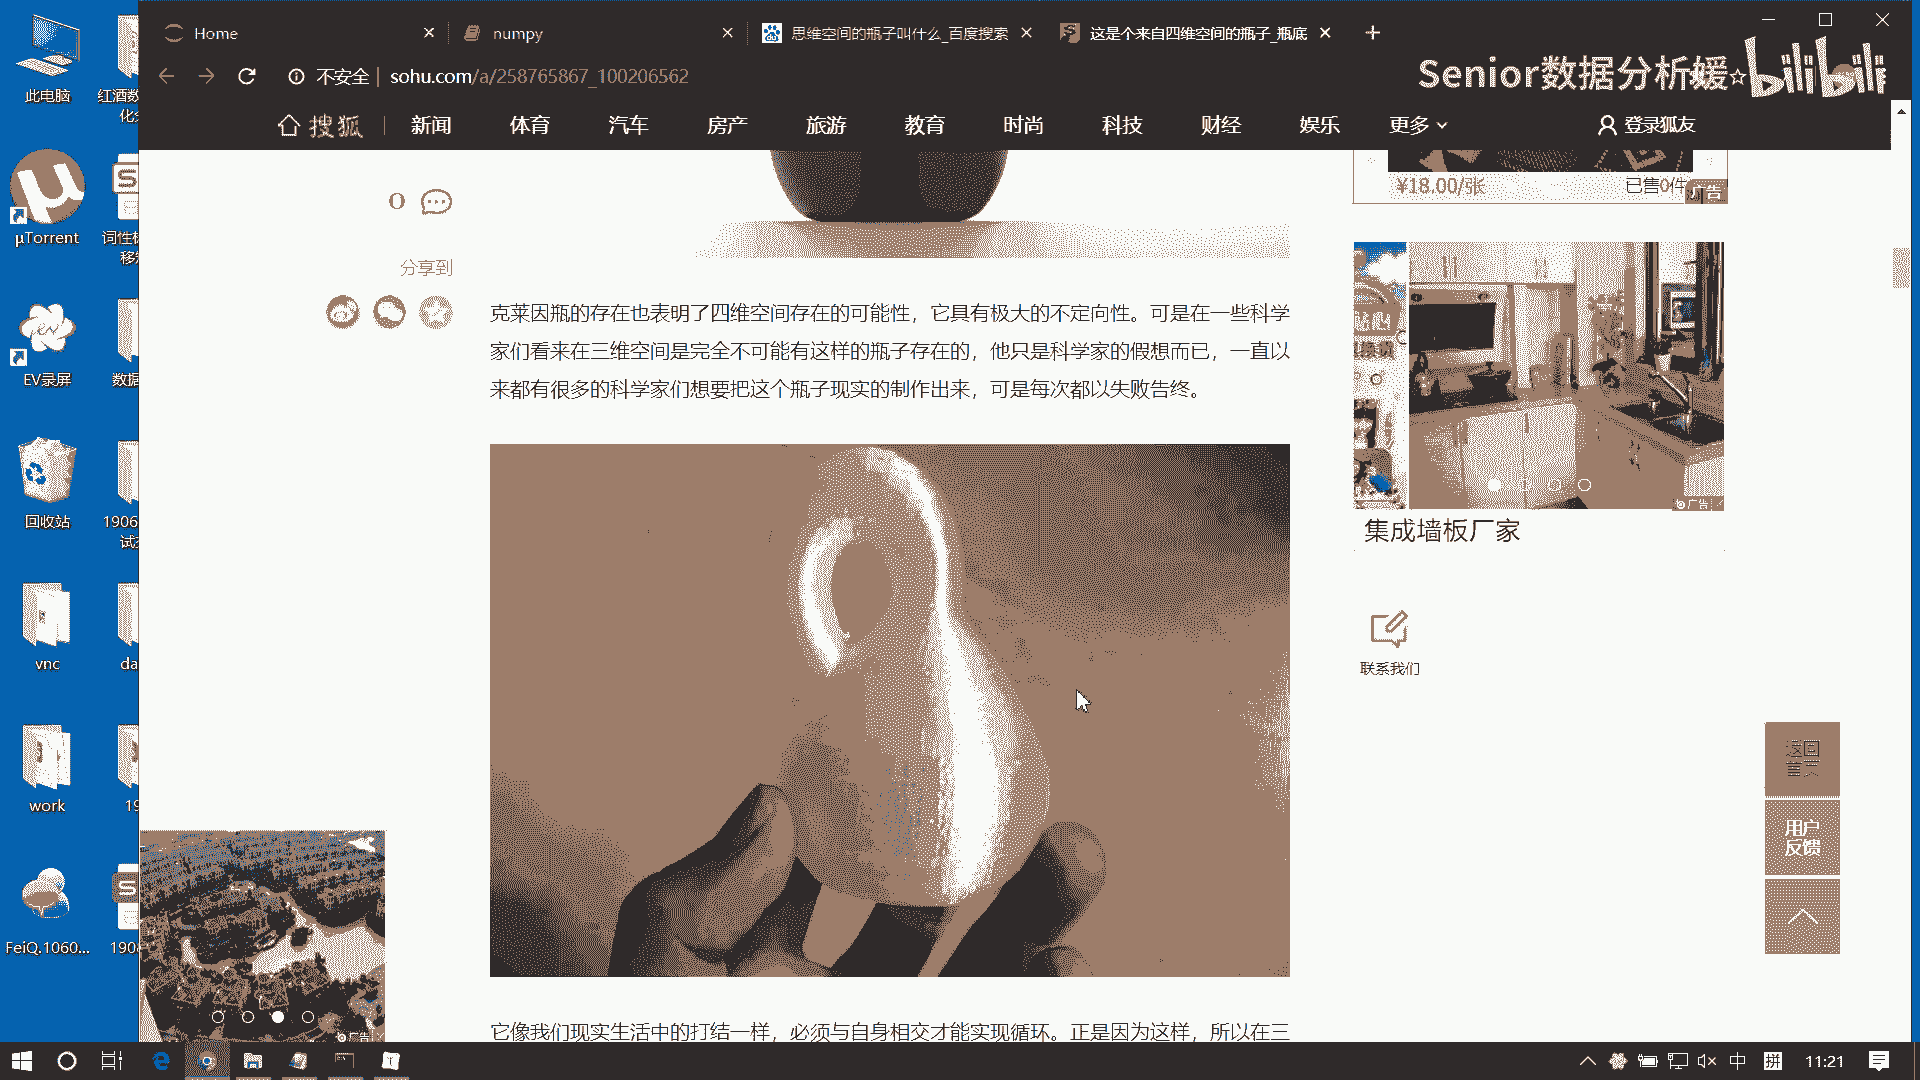 Home
numpy
思维空间的瓶子叫什么_百度搜索
这是个来自四维空间的瓶子_瓶底
不安全 | sohu.com/a/258765867_100206562
Senior数据分析媛☆ bilibili
搜狐
新闻 体育 汽车 房产 旅游 教育 时尚 科技 财经 娱乐 更多
登录狐友
此电脑
红酒数
µTorrent
词性
EV录屏
数据
回收站
1906
vnc
da
work
19
FeiQ.1060...
190
0
分享到
¥18.00/张
已售0件
广告
克莱因瓶的存在也表明了四维空间存在的可能性，它具有极大的不定向性。可是在一些科学
家们看来在三维空间是完全不可能有这样的瓶子存在的，他只是科学家的假想而已，一直以
来都有很多的科学家们想要把这个瓶子现实的制作出来，可是每次都以失败告终。
广告
集成墙板厂家
联系我们
返回
首页
用户
反馈
广告
它像我们现实生活中的打结一样，必须与自身相交才能实现循环。正是因为这样，所以在三
中
拼
11:21